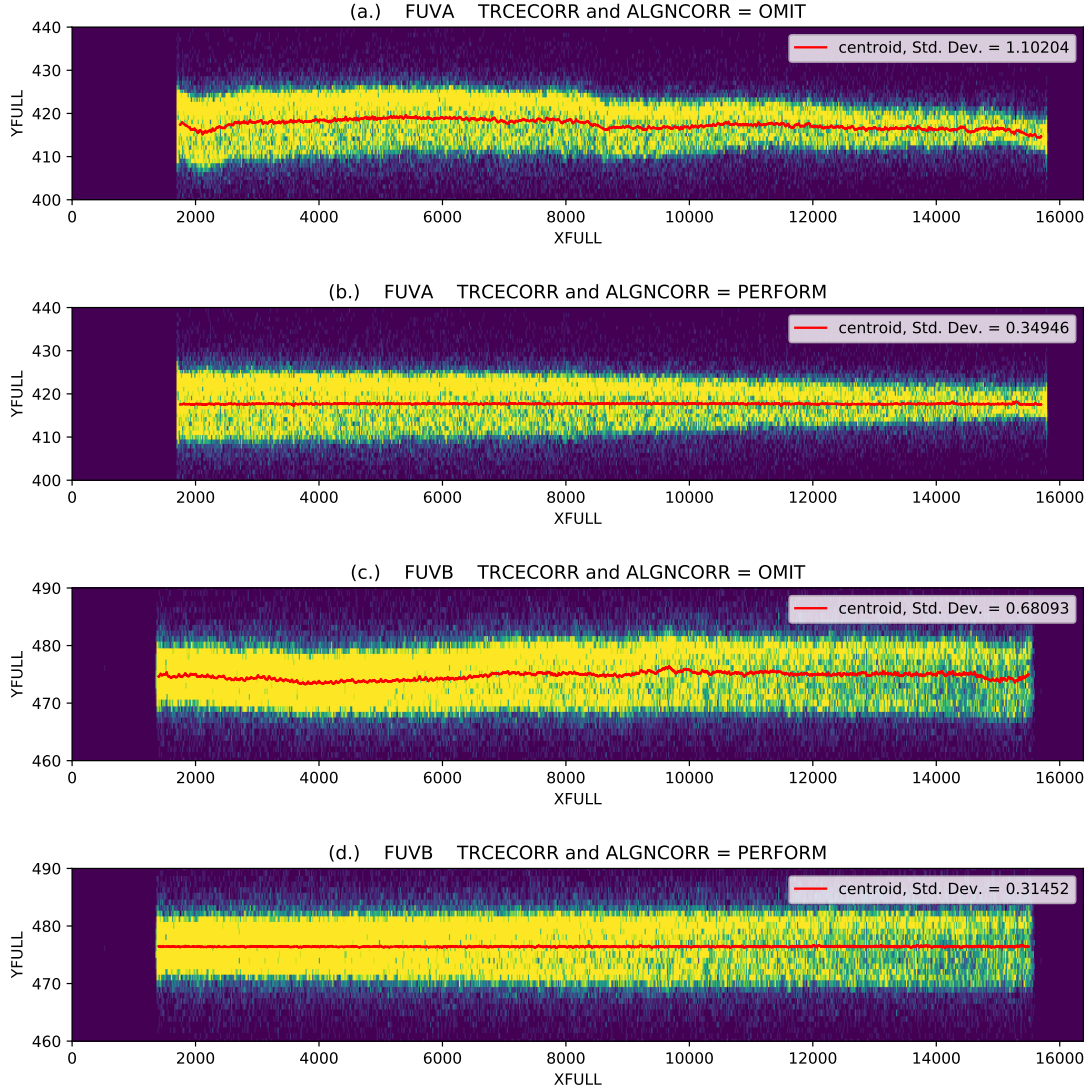 (a.) FUVA TRCECORR and ALGNCORR = OMIT
440
430
420
410
400
YFULL
centroid, Std. Dev. = 1.10204
0 2000 4000 6000 8000 10000 12000 14000 16000
XFULL
(b.) FUVA TRCECORR and ALGNCORR = PERFORM
440
430
420
410
400
YFULL
centroid, Std. Dev. = 0.34946
0 2000 4000 6000 8000 10000 12000 14000 16000
XFULL
(c.) FUVB TRCECORR and ALGNCORR = OMIT
490
480
470
460
YFULL
centroid, Std. Dev. = 0.68093
0 2000 4000 6000 8000 10000 12000 14000 16000
XFULL
(d.) FUVB TRCECORR and ALGNCORR = PERFORM
490
480
470
460
YFULL
centroid, Std. Dev. = 0.31452
0 2000 4000 6000 8000 10000 12000 14000 16000
XFULL